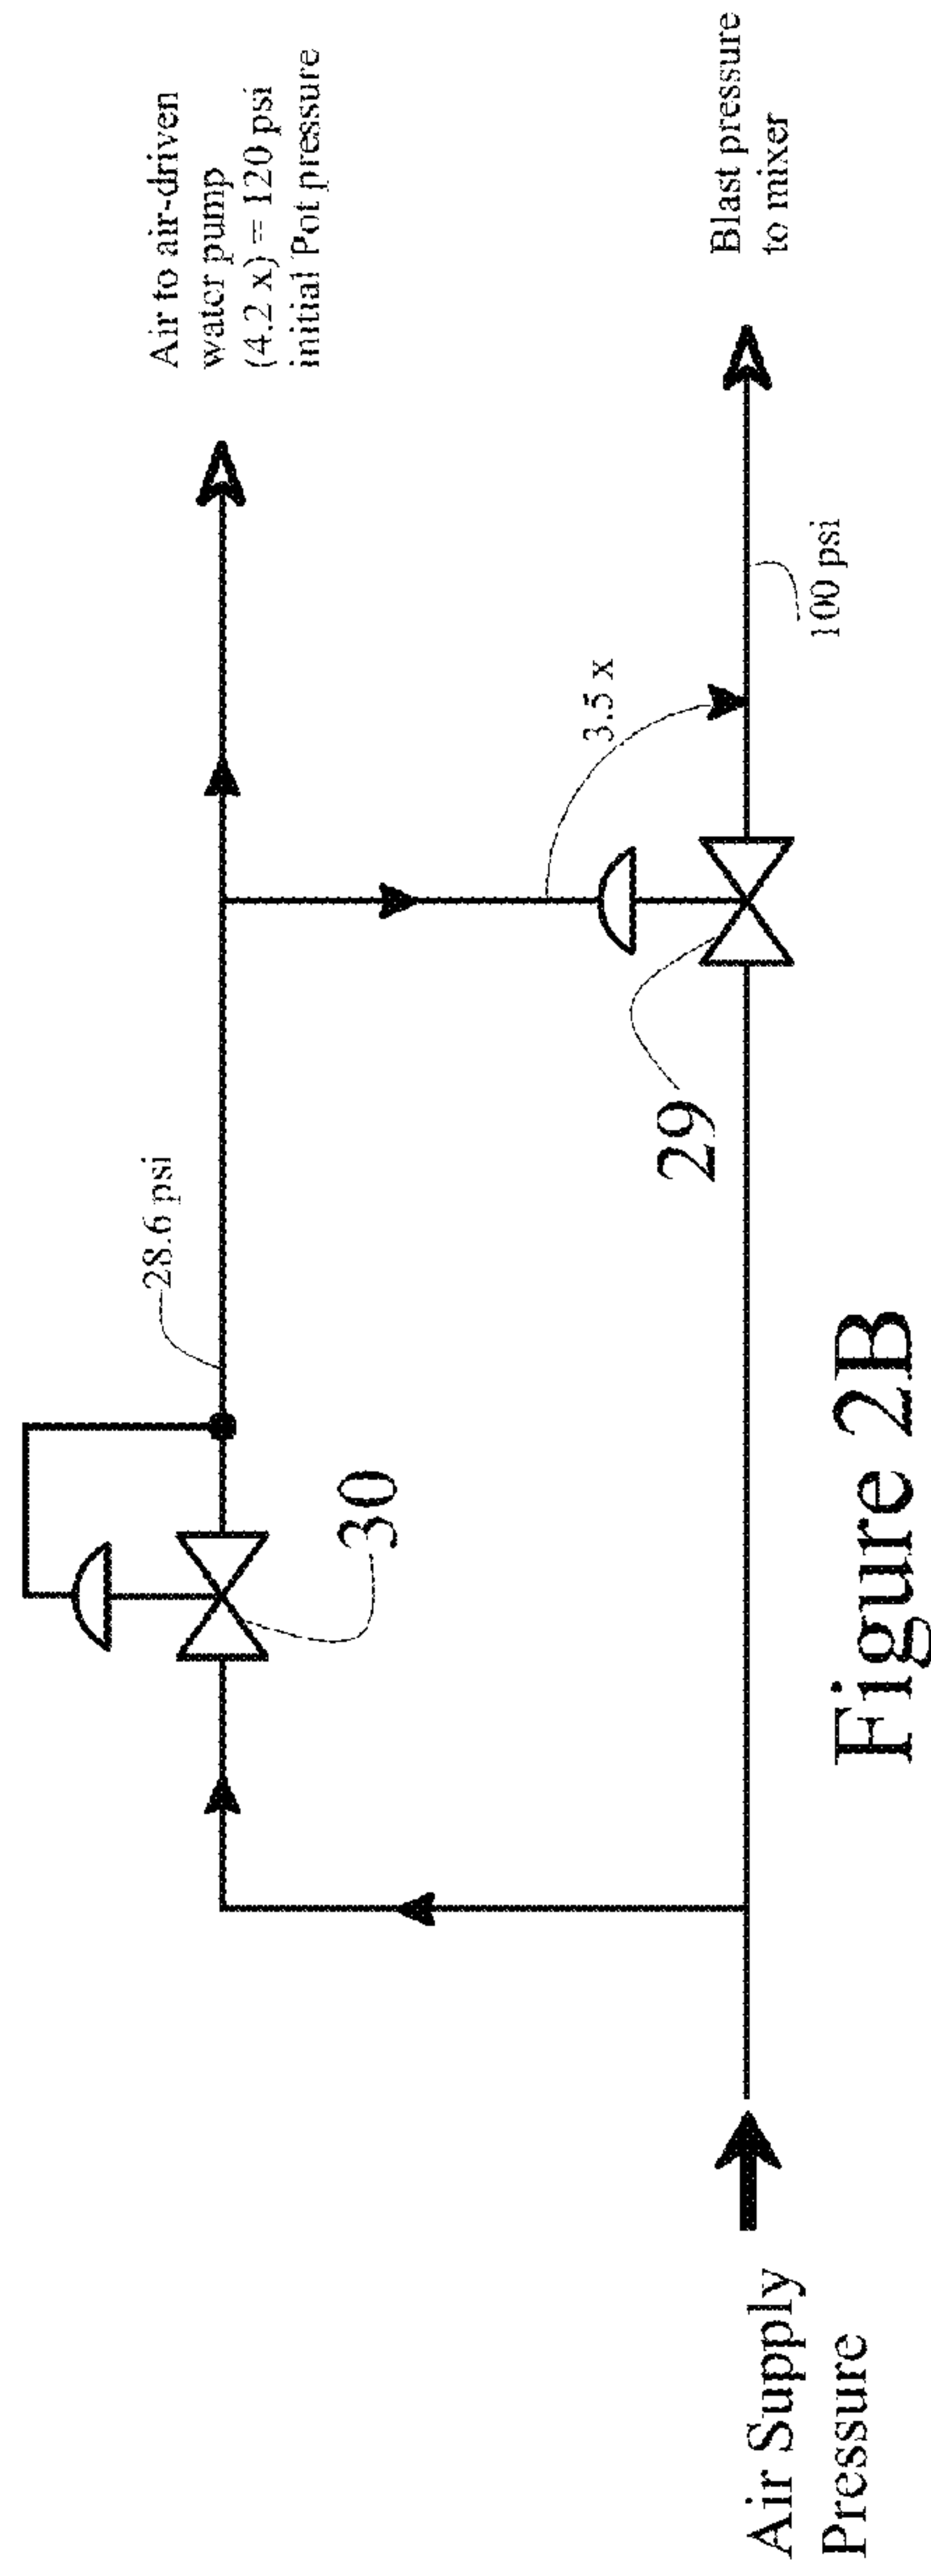 Air to air-driven
water pump
(4.2 x) = 120 psi
initial Pot pressure
28.6 psi
30
3.5 x
29
100 psi
Blast pressure
to mixer
Air Supply
Pressure
Figure 2B